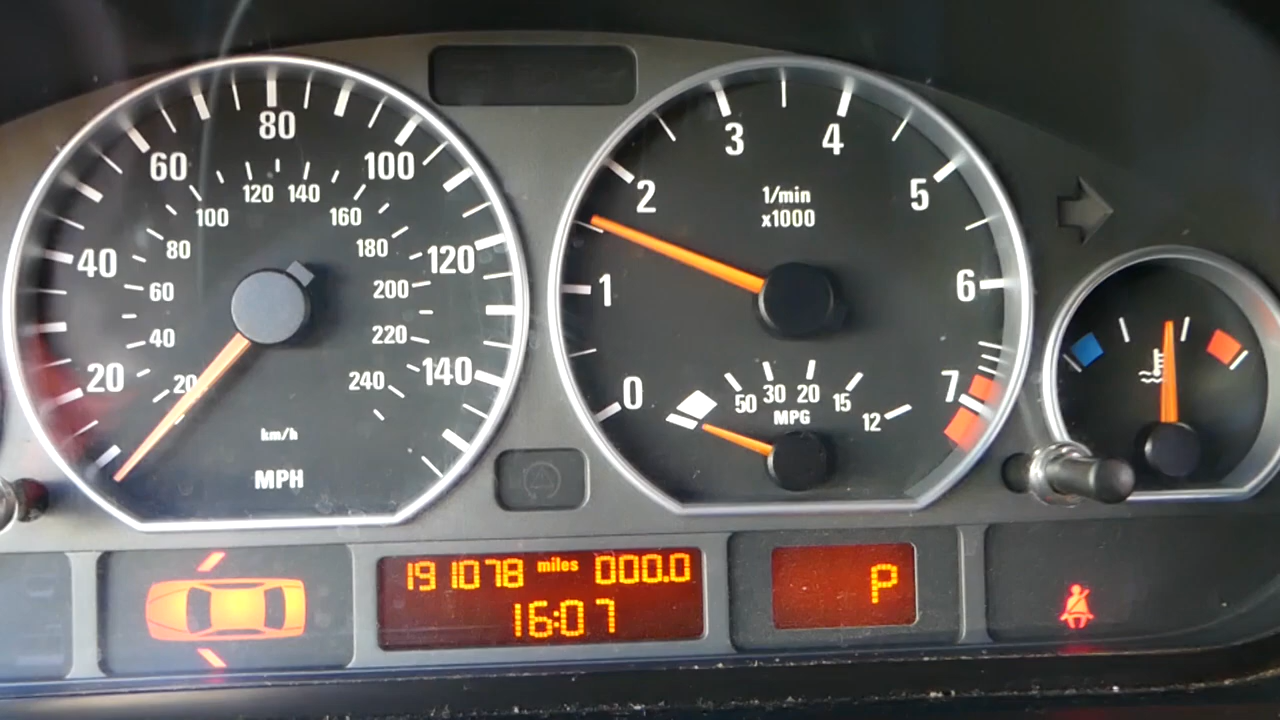 20 40 60 80 100 120 140
20 40 60 80 100 120 140 160 180 200 220 240
km/h
MPH
0 1 2 3 4 5 6 7
1/min
x1000
50 30 20 15 12
MPG
191078 miles 000.0
16:07
P